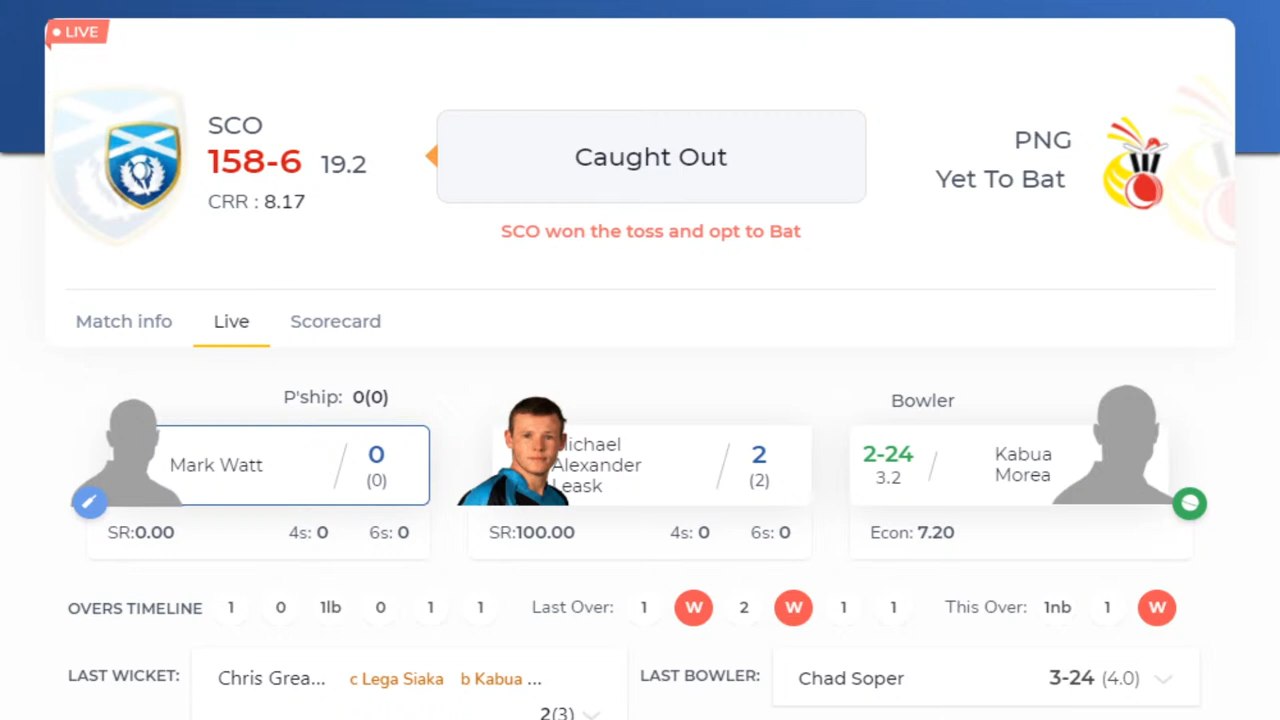 LIVE
SCO
158-6 19.2
CRR : 8.17
Caught Out
SCO won the toss and opt to Bat
PNG
Yet To Bat
Match info Live Scorecard
P'ship: 0(0)
Mark Watt 0 (0)
SR:0.00 4s: 0 6s: 0
Michael
Alexander
Leask
2 (2)
SR:100.00 4s: 0 6s: 0
Bowler
2-24
3.2
Kabua
Morea
Econ: 7.20
OVERS TIMELINE 1 0 1lb 0 1 1 Last Over: 1 W 2 W 1 1 This Over: 1nb 1 W
LAST WICKET: Chris Grea... c Lega Siaka b Kabua ...
2(3)
LAST BOWLER: Chad Soper 3-24 (4.0)